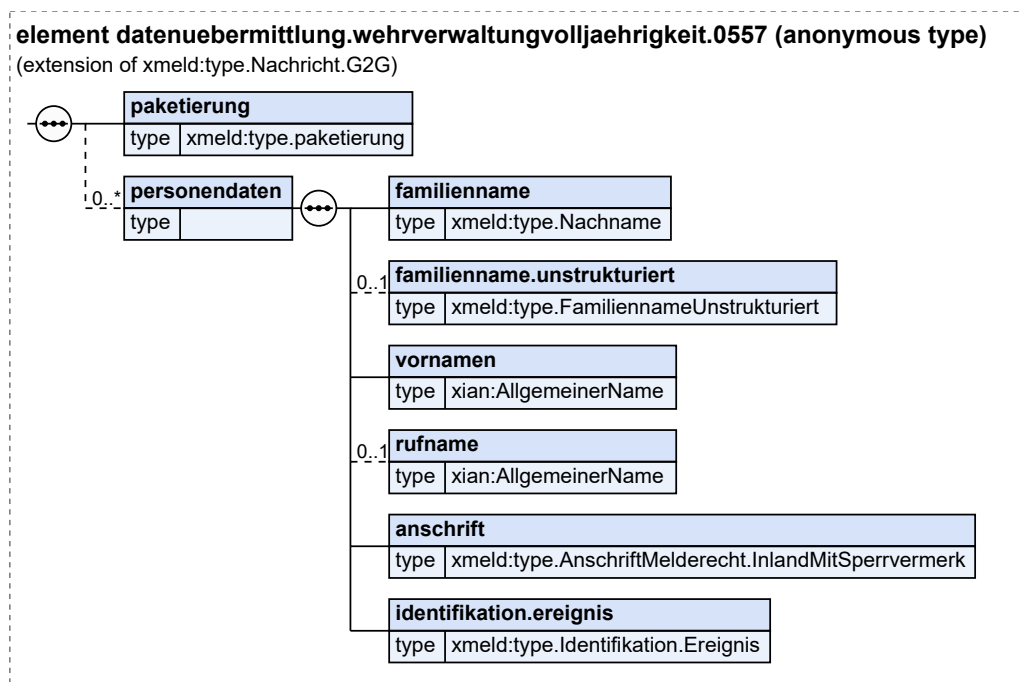 element datenuebermittlung.wehrverwaltungvolljaehrigkeit.0557 (anonymous type)
(extension of xmeld:type.Nachricht.G2G)
paketierung
type xmeld:type.paketierung
0..*
personendaten
type
familienname
type xmeld:type.Nachname
0..1
familienname.unstrukturiert
type xmeld:type.FamiliennameUnstrukturiert
vornamen
type xian:AllgemeinerName
0..1
rufname
type xian:AllgemeinerName
anschrift
type xmeld:type.AnschriftMelderecht.InlandMitSperrvermerk
identifikation.ereignis
type xmeld:type.Identifikation.Ereignis